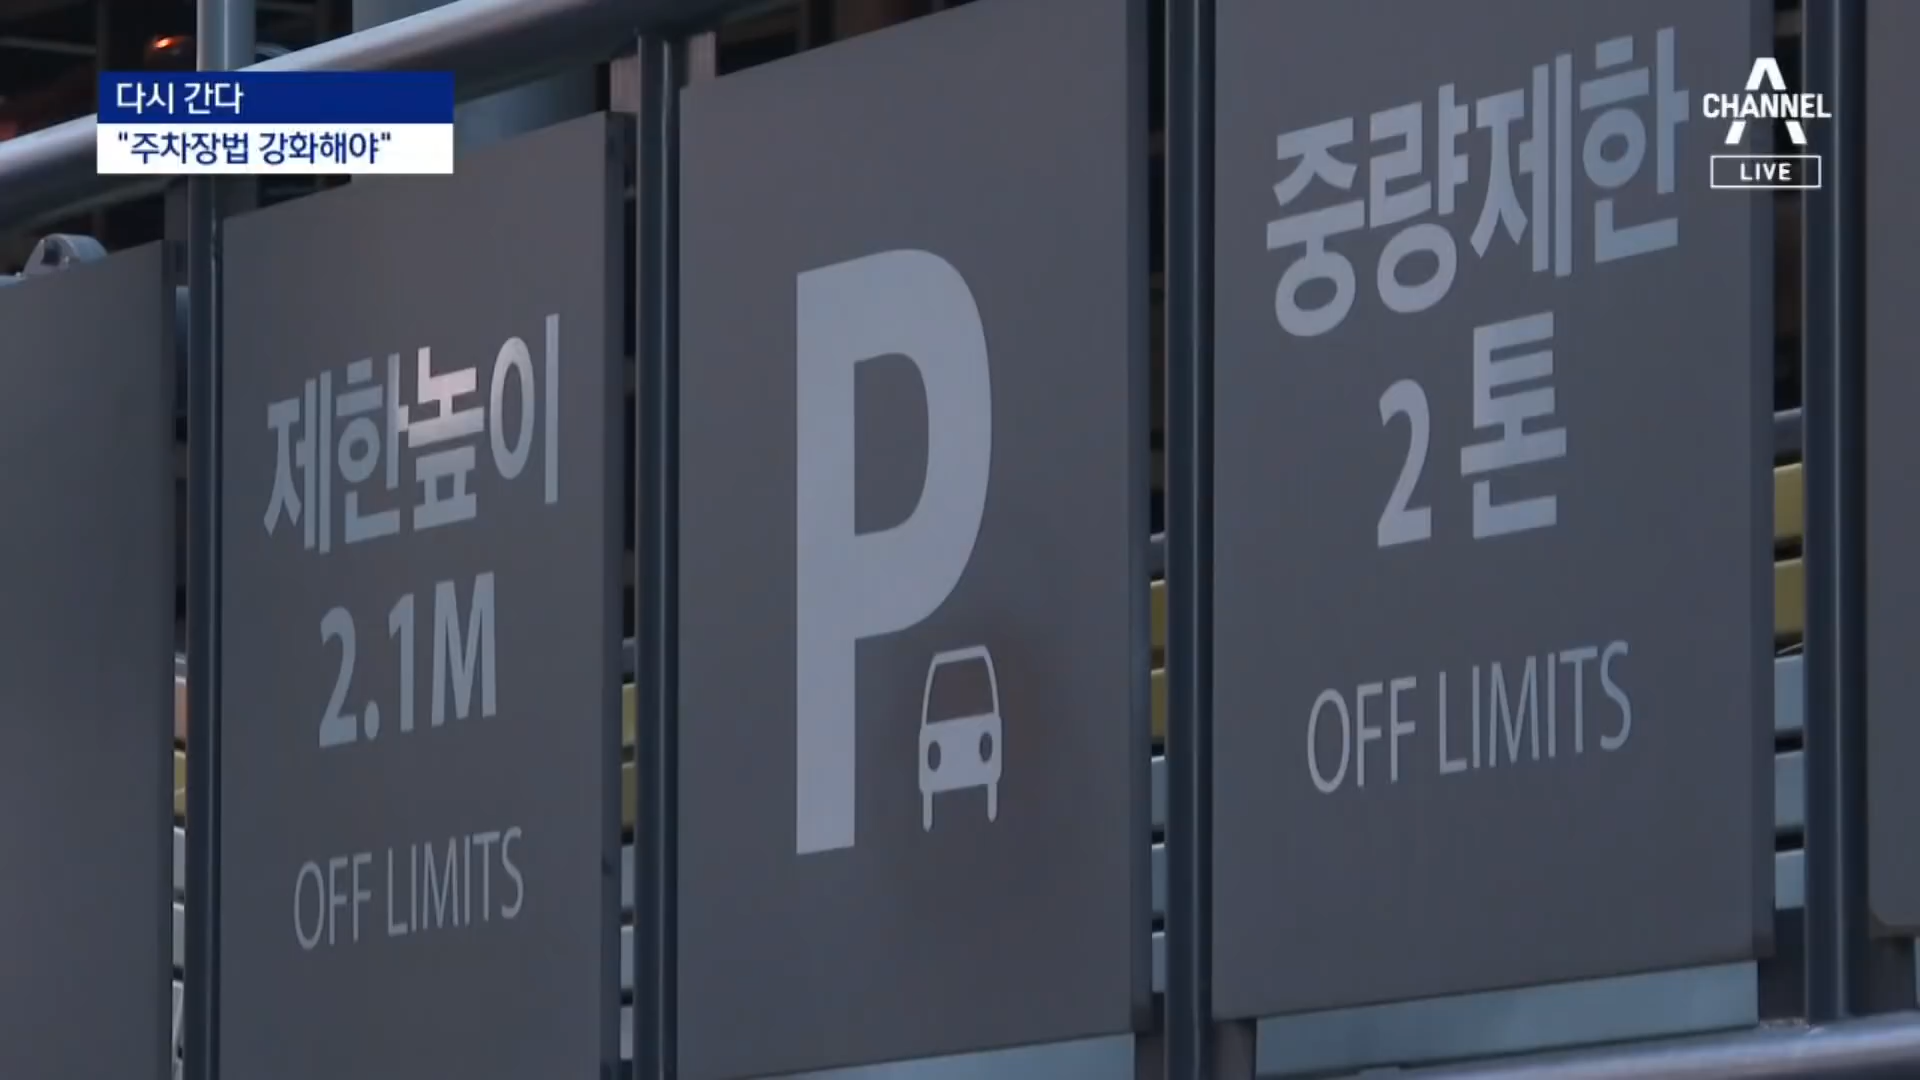 다시 간다
"주차장법 강화해야"
CHANNEL A
LIVE
제한높이
2.1M
OFF LIMITS
P
중량제한
2톤
OFF LIMITS